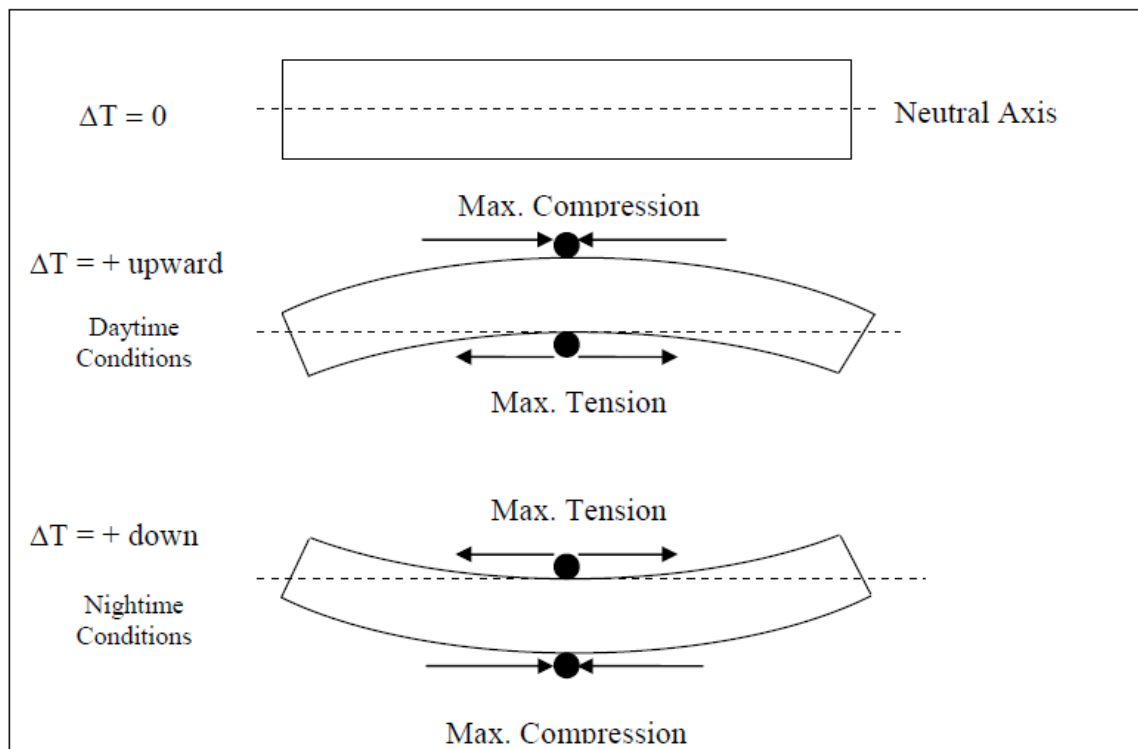 ΔT = 0
Neutral Axis
Max. Compression
ΔT = + upward
Daytime
Conditions
Max. Tension
Max. Tension
ΔT = + down
Nightime
Conditions
Max. Compression